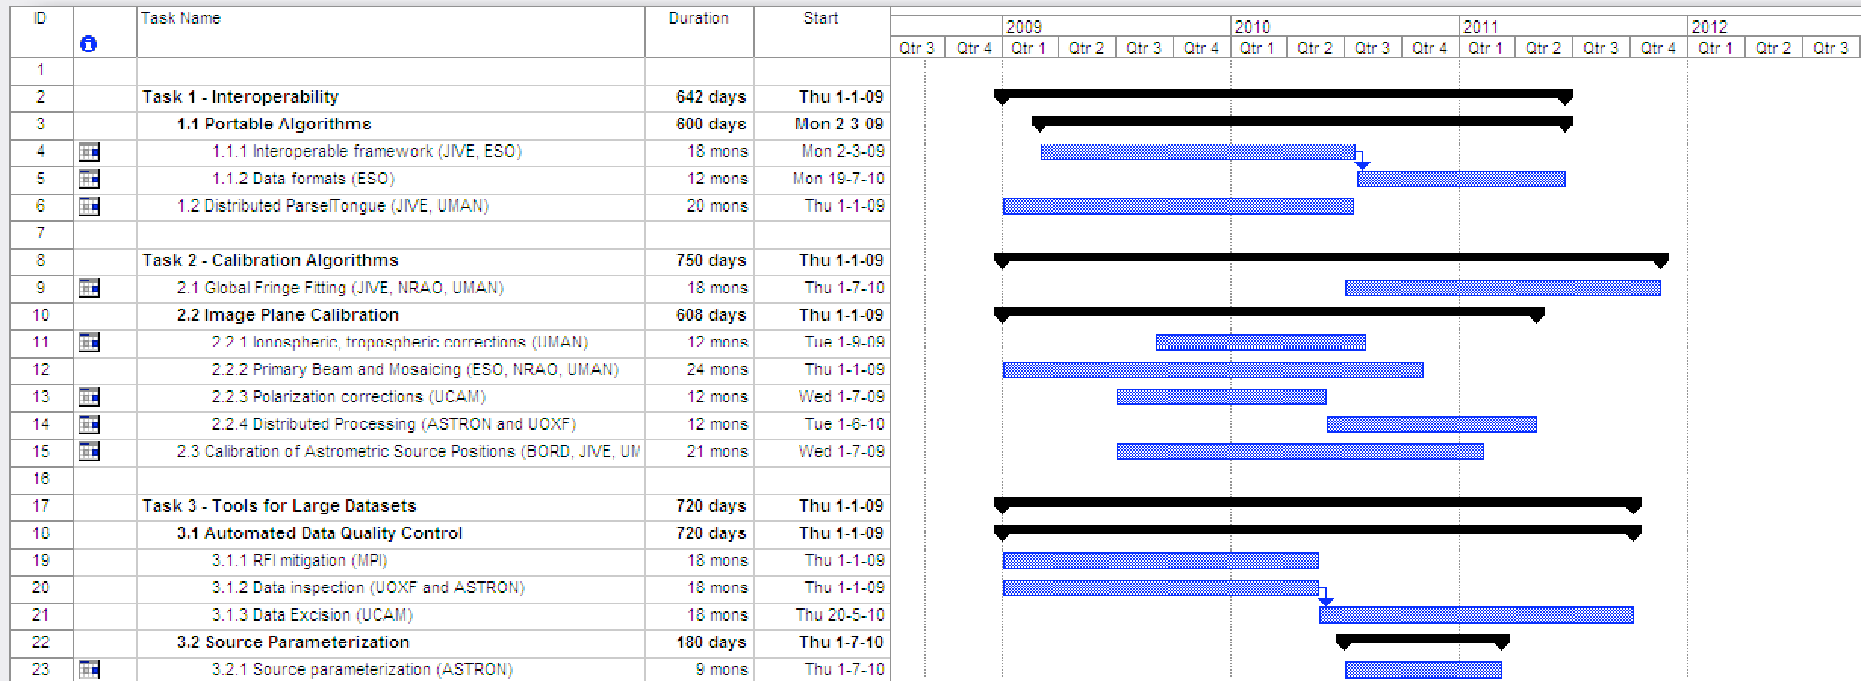 ID Task Name Duration Start
2009 2010 2011 2012
Qtr 3 Qtr 4 Qtr 1 Qtr 2 Qtr 3 Qtr 4 Qtr 1 Qtr 2 Qtr 3 Qtr 4 Qtr 1 Qtr 2 Qtr 3 Qtr 4 Qtr 1 Qtr 2 Qtr 3
1
2 Task 1 - Interoperability 642 days Thu 1-1-09
3 1.1 Portable Algorithms 600 days Mon 2 3 09
4 1.1.1 Interoperable framework (JIVE, ESO) 18 mons Mon 2-3-09
5 1.1.2 Data formats (ESO) 12 mons Mon 19-7-10
6 1.2 Distributed ParselTongue (JIVE, UMAN) 20 mons Thu 1-1-09
7
8 Task 2 - Calibration Algorithms 750 days Thu 1-1-09
9 2.1 Global Fringe Fitting (JIVE, NRAO, UMAN) 18 mons Thu 1-7-10
10 2.2 Image Plane Calibration 608 days Thu 1-1-09
11 2.2.1 Ionospheric, tropospheric corrections (UMAN) 12 mons Tue 1-9-09
12 2.2.2 Primary Beam and Mosaicing (ESO, NRAO, UMAN) 24 mons Thu 1-1-09
13 2.2.3 Polarization corrections (UCAM) 12 mons Wed 1-7-09
14 2.2.4 Distributed Processing (ASTRON and UOXF) 12 mons Tue 1-6-10
15 2.3 Calibration of Astrometric Source Positions (BORD, JIVE, UM 21 mons Wed 1-7-09
16
17 Task 3 - Tools for Large Datasets 720 days Thu 1-1-09
18 3.1 Automated Data Quality Control 720 days Thu 1-1-09
19 3.1.1 RFI mitigation (MPI) 18 mons Thu 1-1-09
20 3.1.2 Data inspection (UOXF and ASTRON) 18 mons Thu 1-1-09
21 3.1.3 Data Excision (UCAM) 18 mons Thu 20-5-10
22 3.2 Source Parameterization 180 days Thu 1-7-10
23 3.2.1 Source parameterization (ASTRON) 9 mons Thu 1-7-10